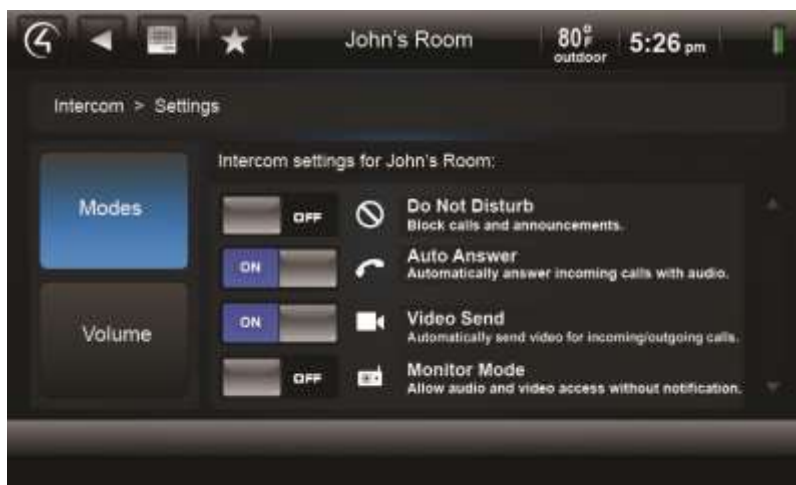 John's Room
80°F
outdoor
5:26 pm
Intercom > Settings
Modes
Volume
Intercom settings for John's Room:
OFF
Do Not Disturb
Block calls and announcements.
ON
Auto Answer
Automatically answer incoming calls with audio.
ON
Video Send
Automatically send video for incoming/outgoing calls.
OFF
Monitor Mode
Allow audio and video access without notification.